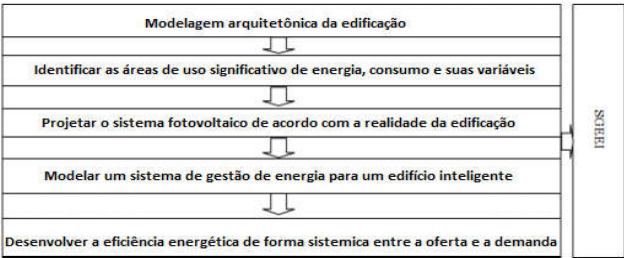 Modelagem arquitetônica da edificação
Identificar as áreas de uso significativo de energia, consumo e suas variáveis
Projetar o sistema fotovoltaico de acordo com a realidade da edificação
Modelar um sistema de gestão de energia para um edifício inteligente
Desenvolver a eficiência energética de forma sistemica entre a oferta e a demanda
SGEEI